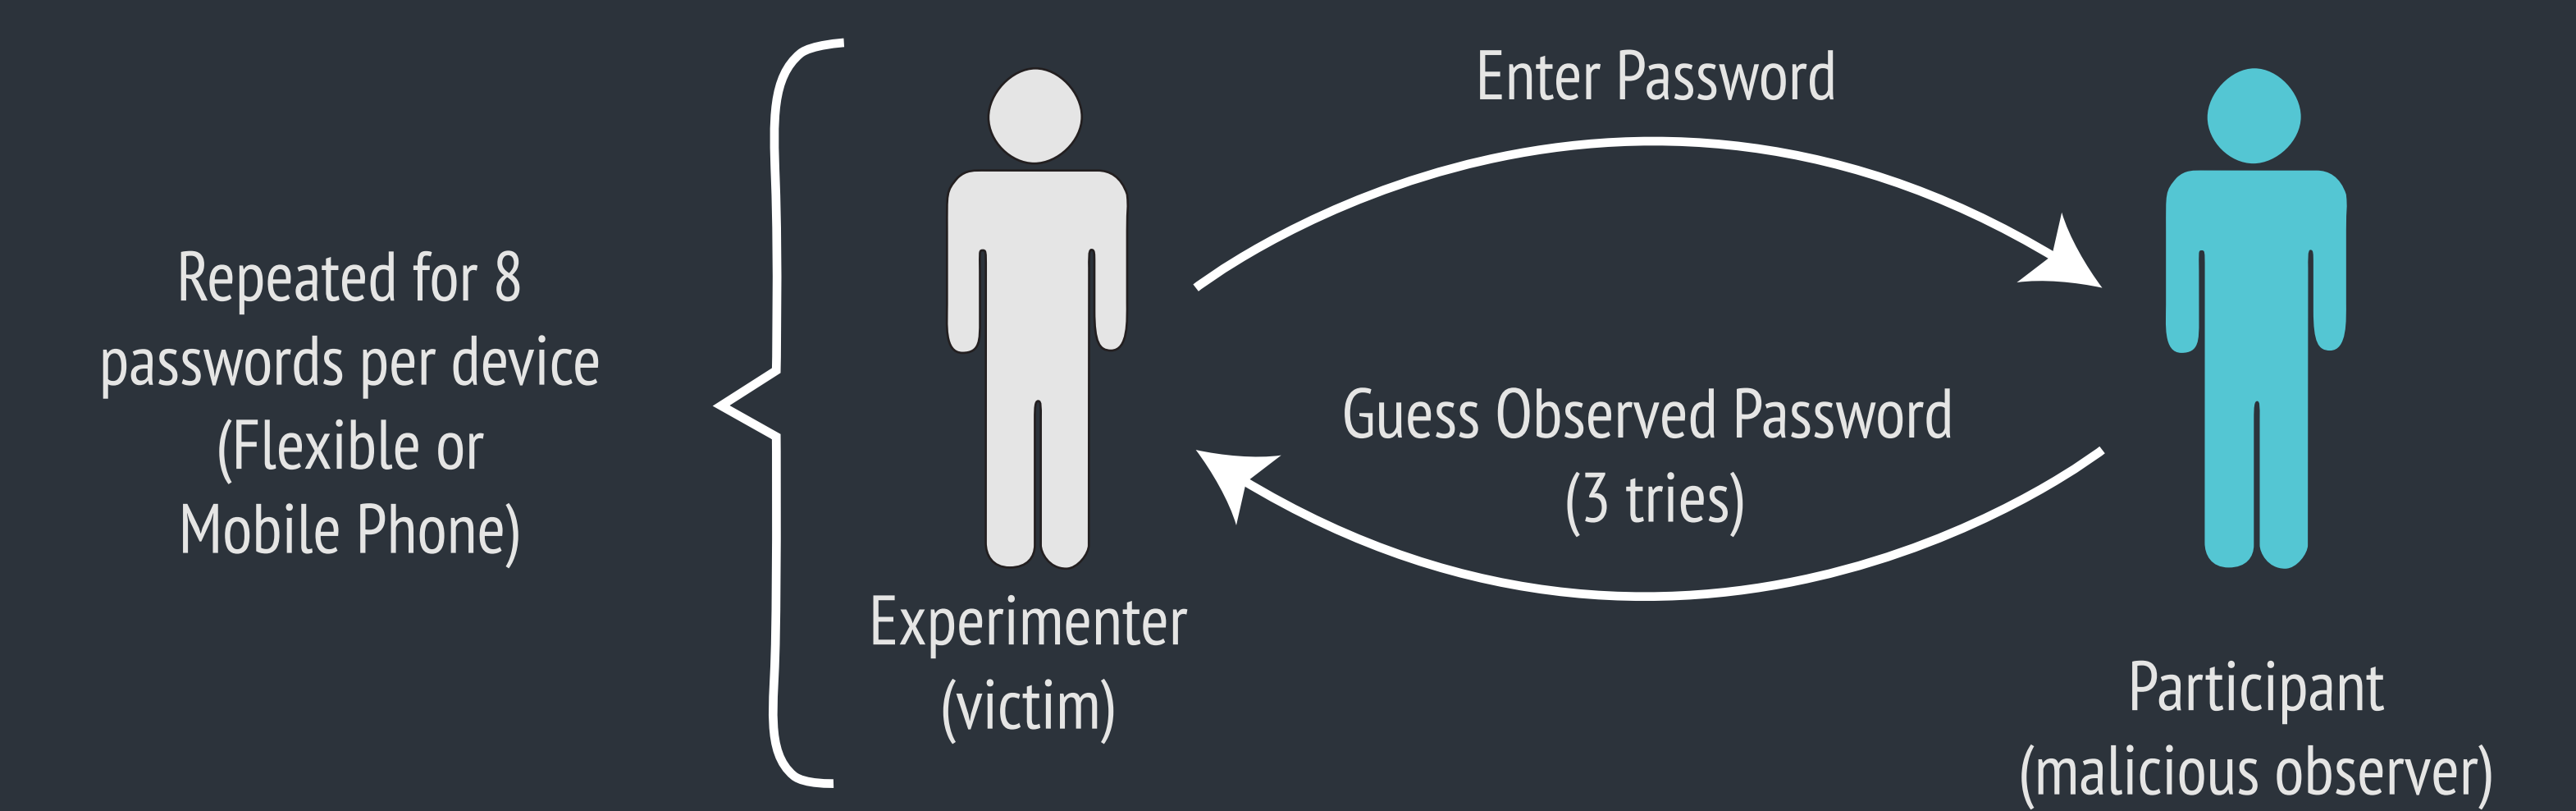 Repeated for 8
passwords per device
(Flexible or
Mobile Phone)
Experimenter
(victim)
Enter Password
Guess Observed Password
(3 tries)
Participant
(malicious observer)